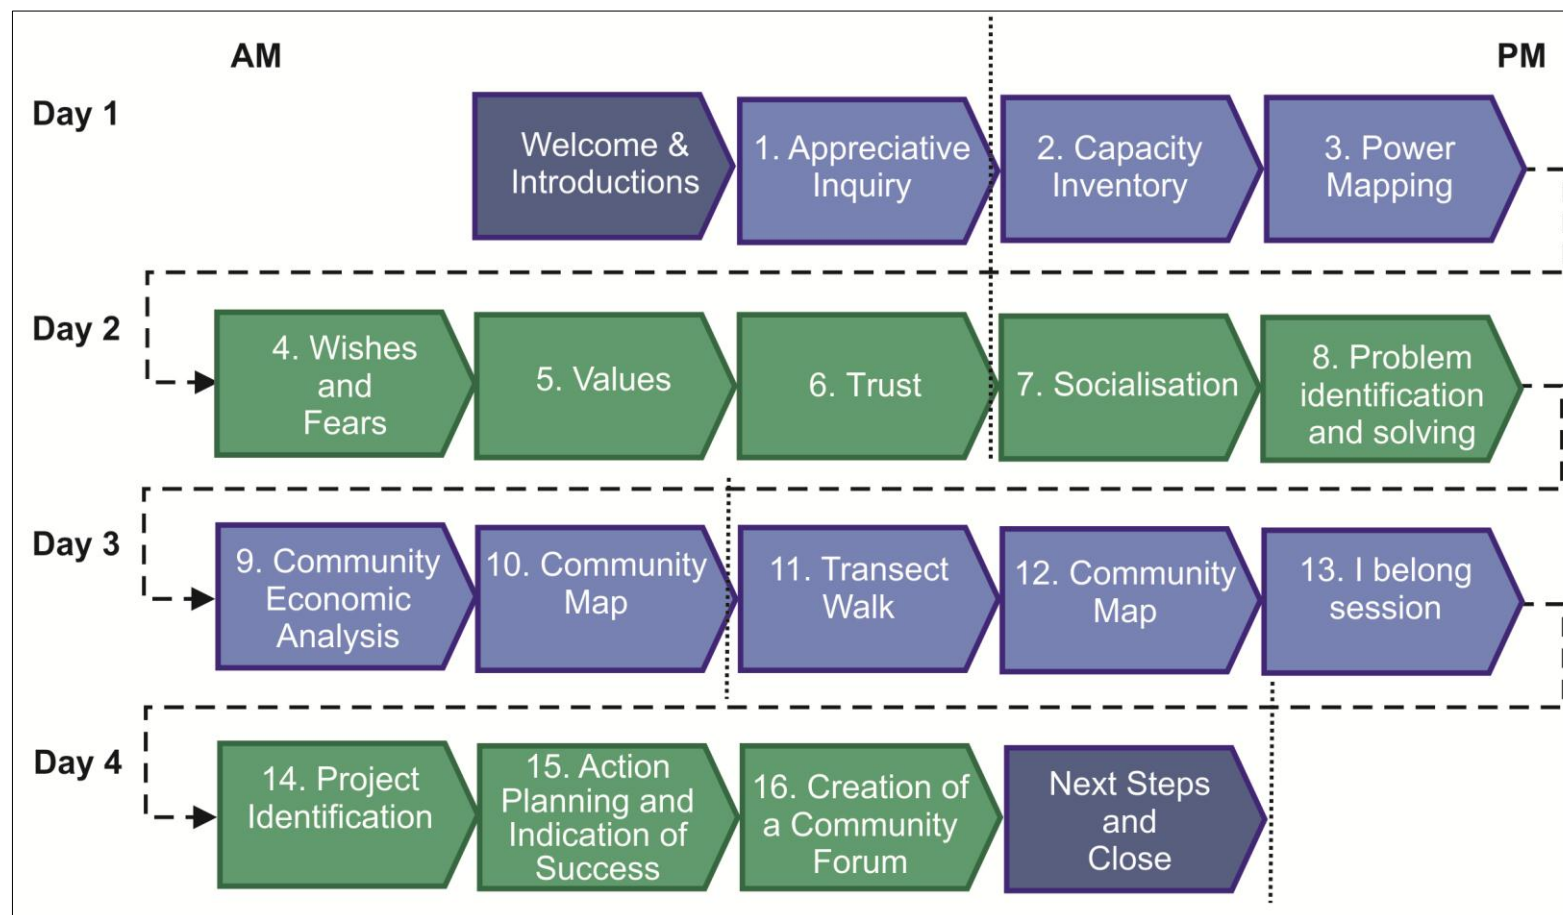 AM
PM
Day 1
Welcome &
Introductions
1. Appreciative
Inquiry
2. Capacity
Inventory
3. Power
Mapping
Day 2
4. Wishes
and
Fears
5. Values
6. Trust
7. Socialisation
8. Problem
identification
and solving
Day 3
9. Community
Economic
Analysis
10. Community
Map
11. Transect
Walk
12. Community
Map
13. I belong
session
Day 4
14. Project
Identification
15. Action
Planning and
Indication of
Success
16. Creation of
a Community
Forum
Next Steps
and
Close